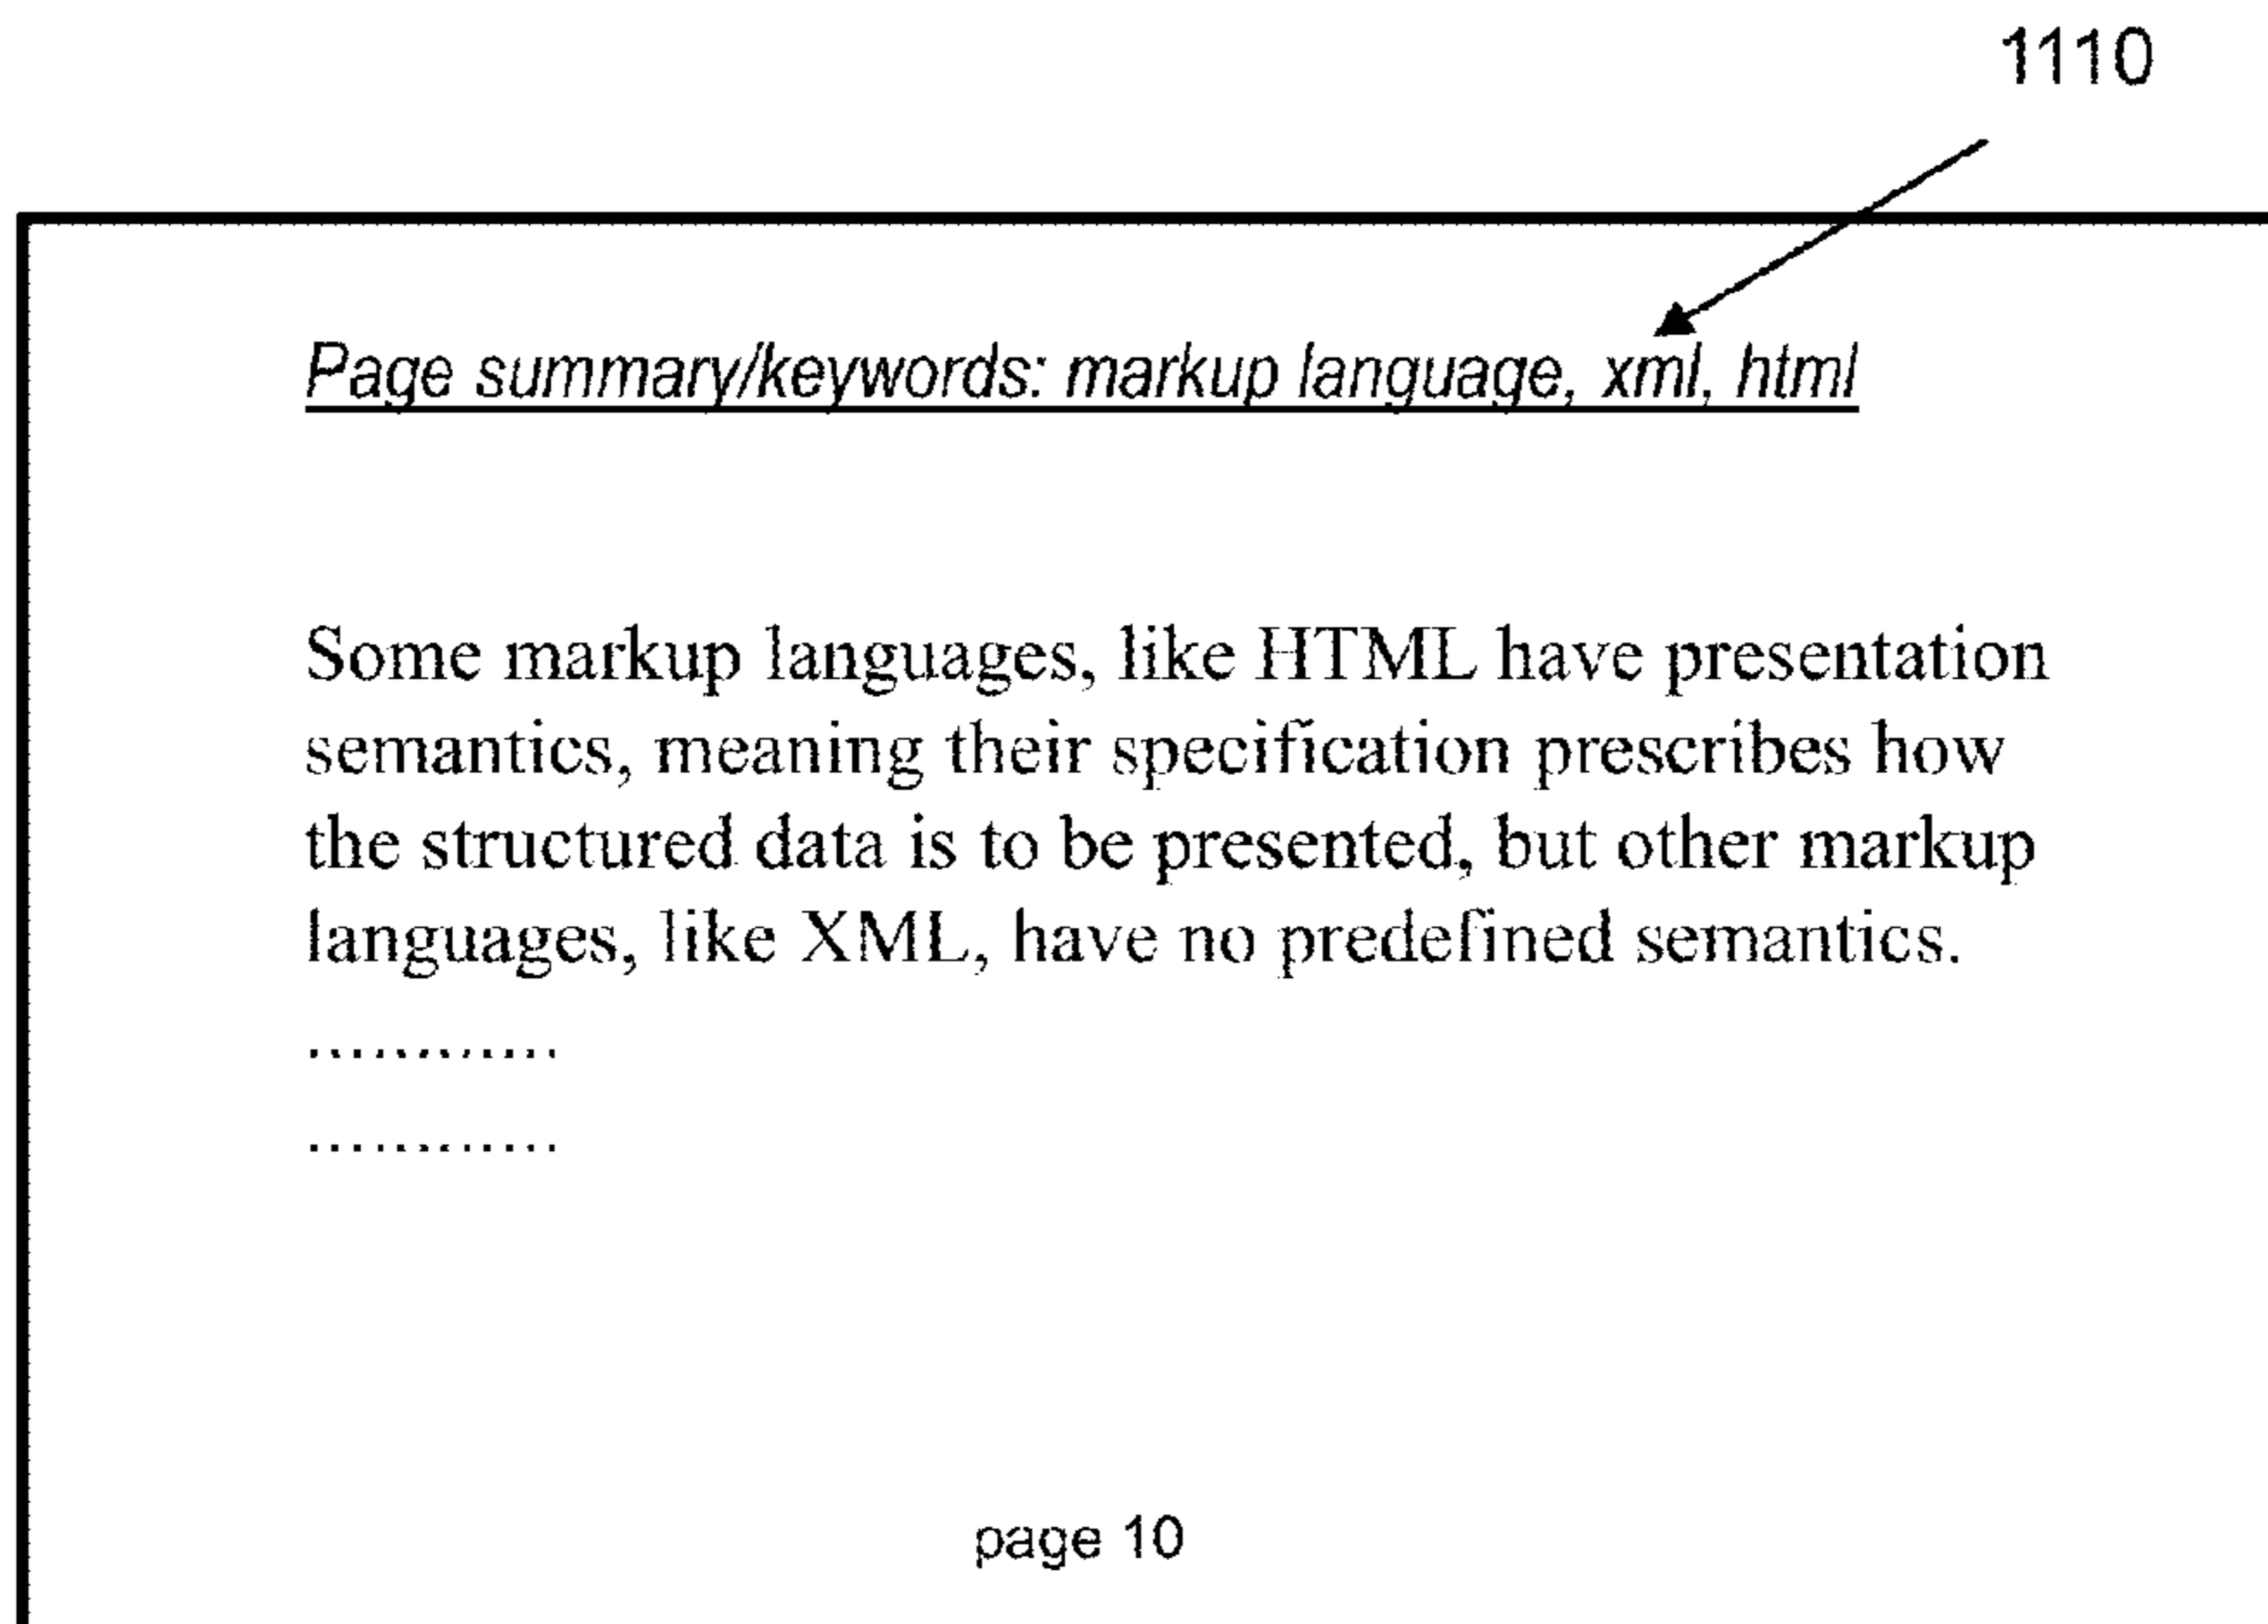 1110
Page summary/keywords: markup language, xml, html
Some markup languages, like HTML have presentation
semantics, meaning their specification prescribes how
the structured data is to be presented, but other markup
languages, like XML, have no predefined semantics.
............
............
page 10